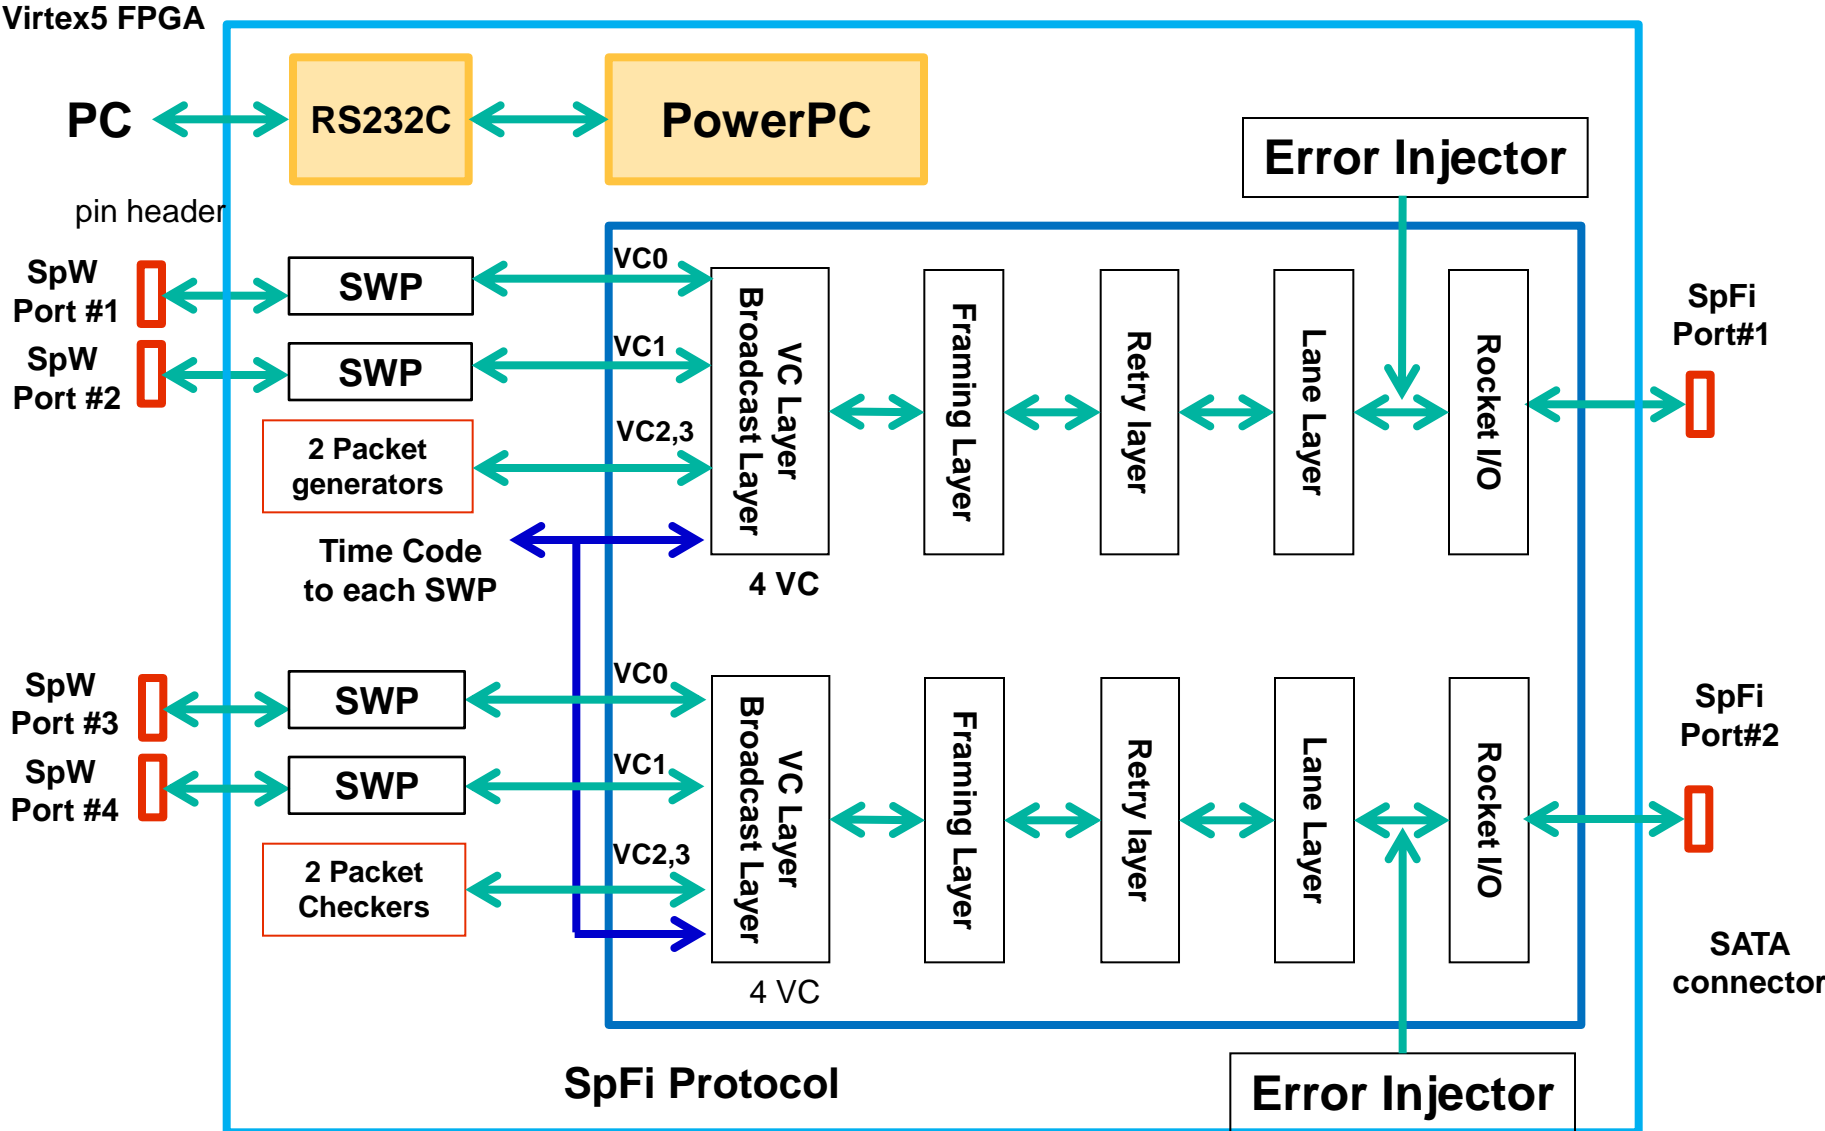 Virtex5 FPGA
PC
RS232C
PowerPC
Error Injector
pin header
SpW
Port #1
SWP
VC0
SpW
Port #2
SWP
VC1
2 Packet
generators
VC2,3
Time Code
to each SWP
VC Layer
Broadcast Layer
4 VC
Framing Layer
Retry layer
Lane Layer
Rocket I/O
SpFi
Port#1
SpW
Port #3
SWP
VC0
SpW
Port #4
SWP
VC1
2 Packet
Checkers
VC2,3
VC Layer
Broadcast Layer
4 VC
Framing Layer
Retry layer
Lane Layer
Rocket I/O
SpFi
Port#2
SATA
connector
SpFi Protocol
Error Injector